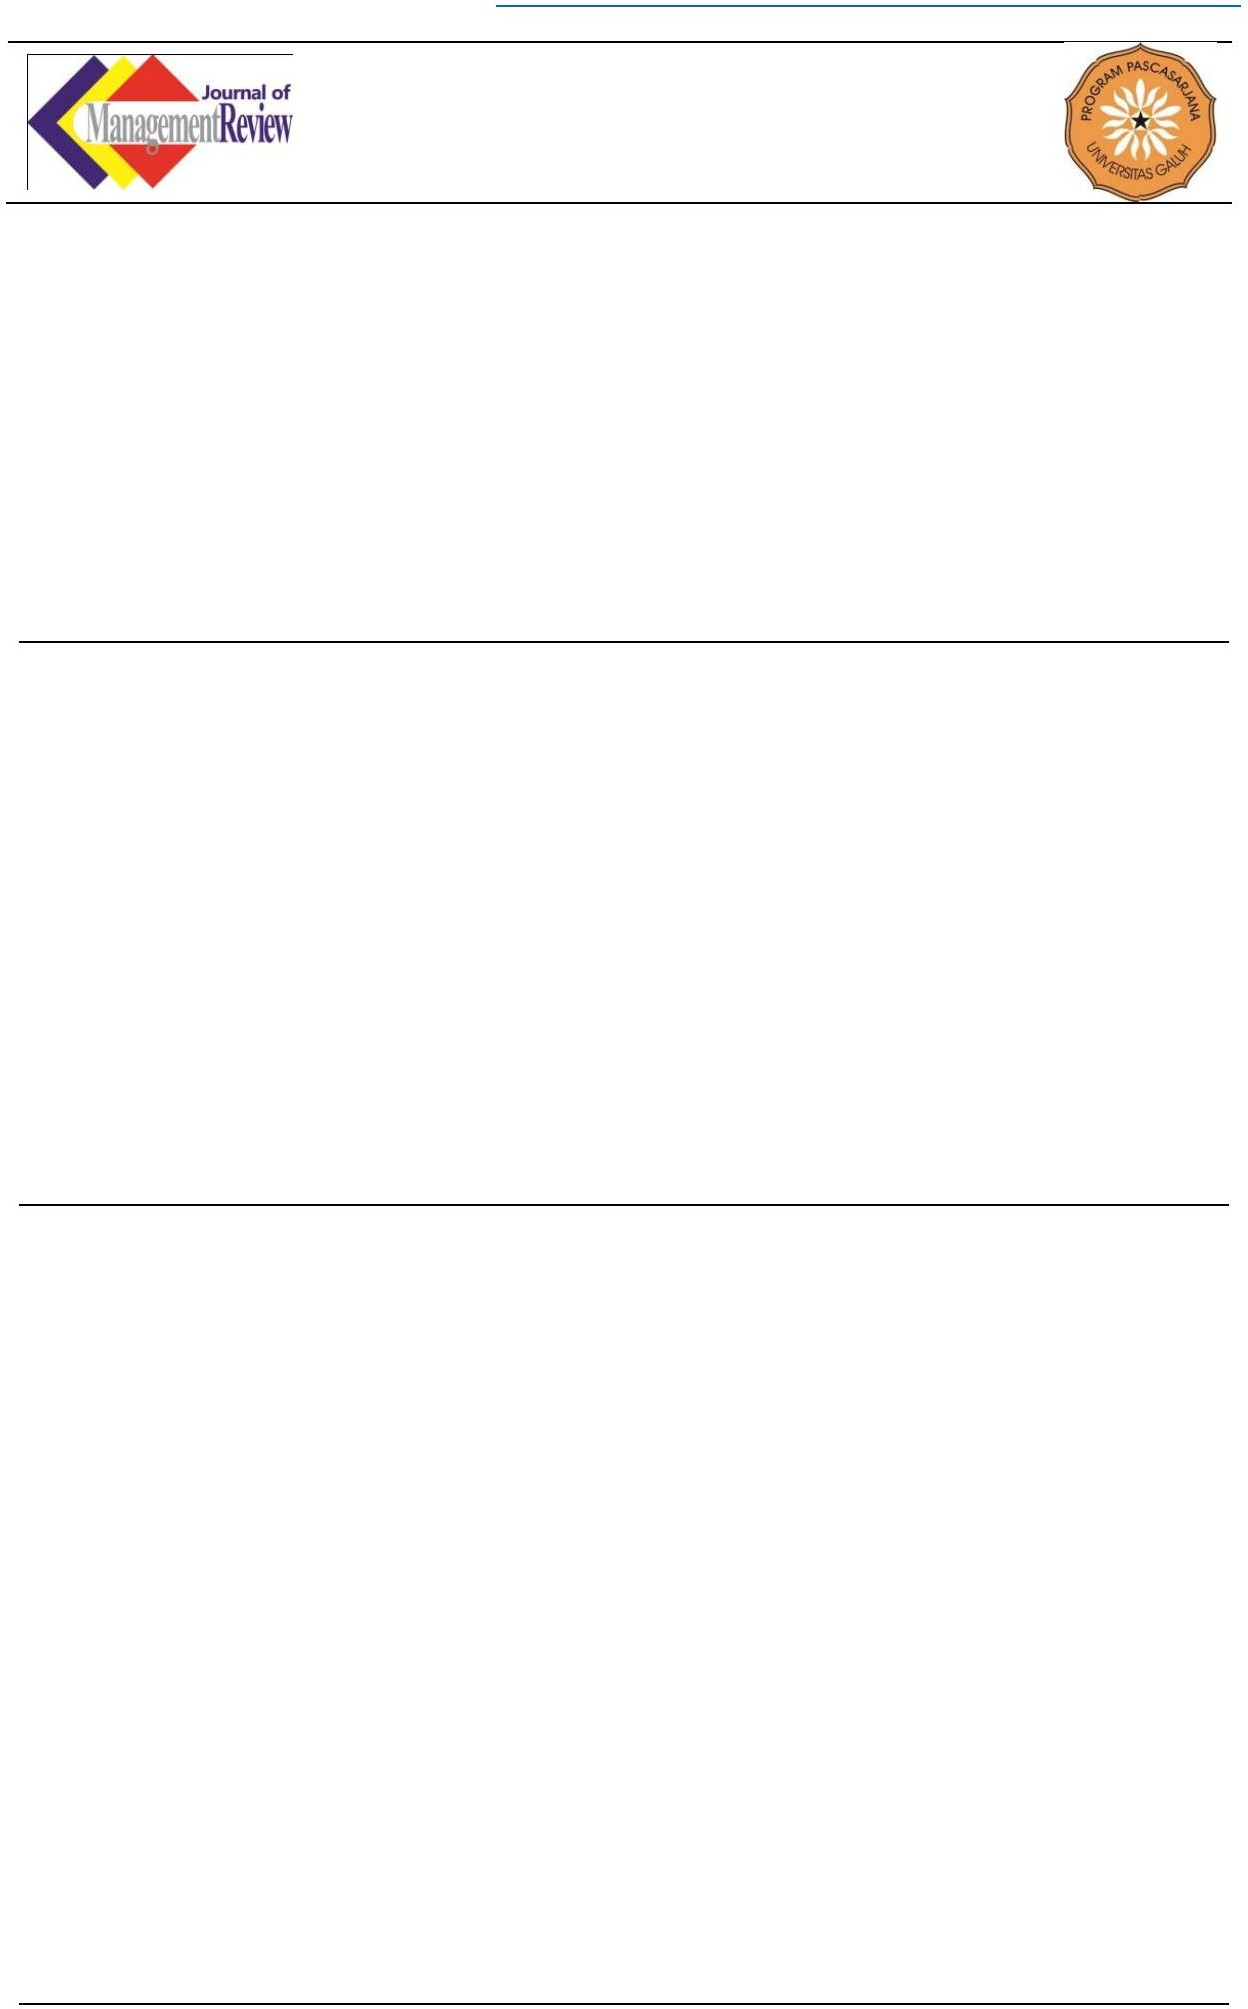 Journal of
ManagementReview
PROGRAM PASCASARJANA
UNIVERSITAS GALUH